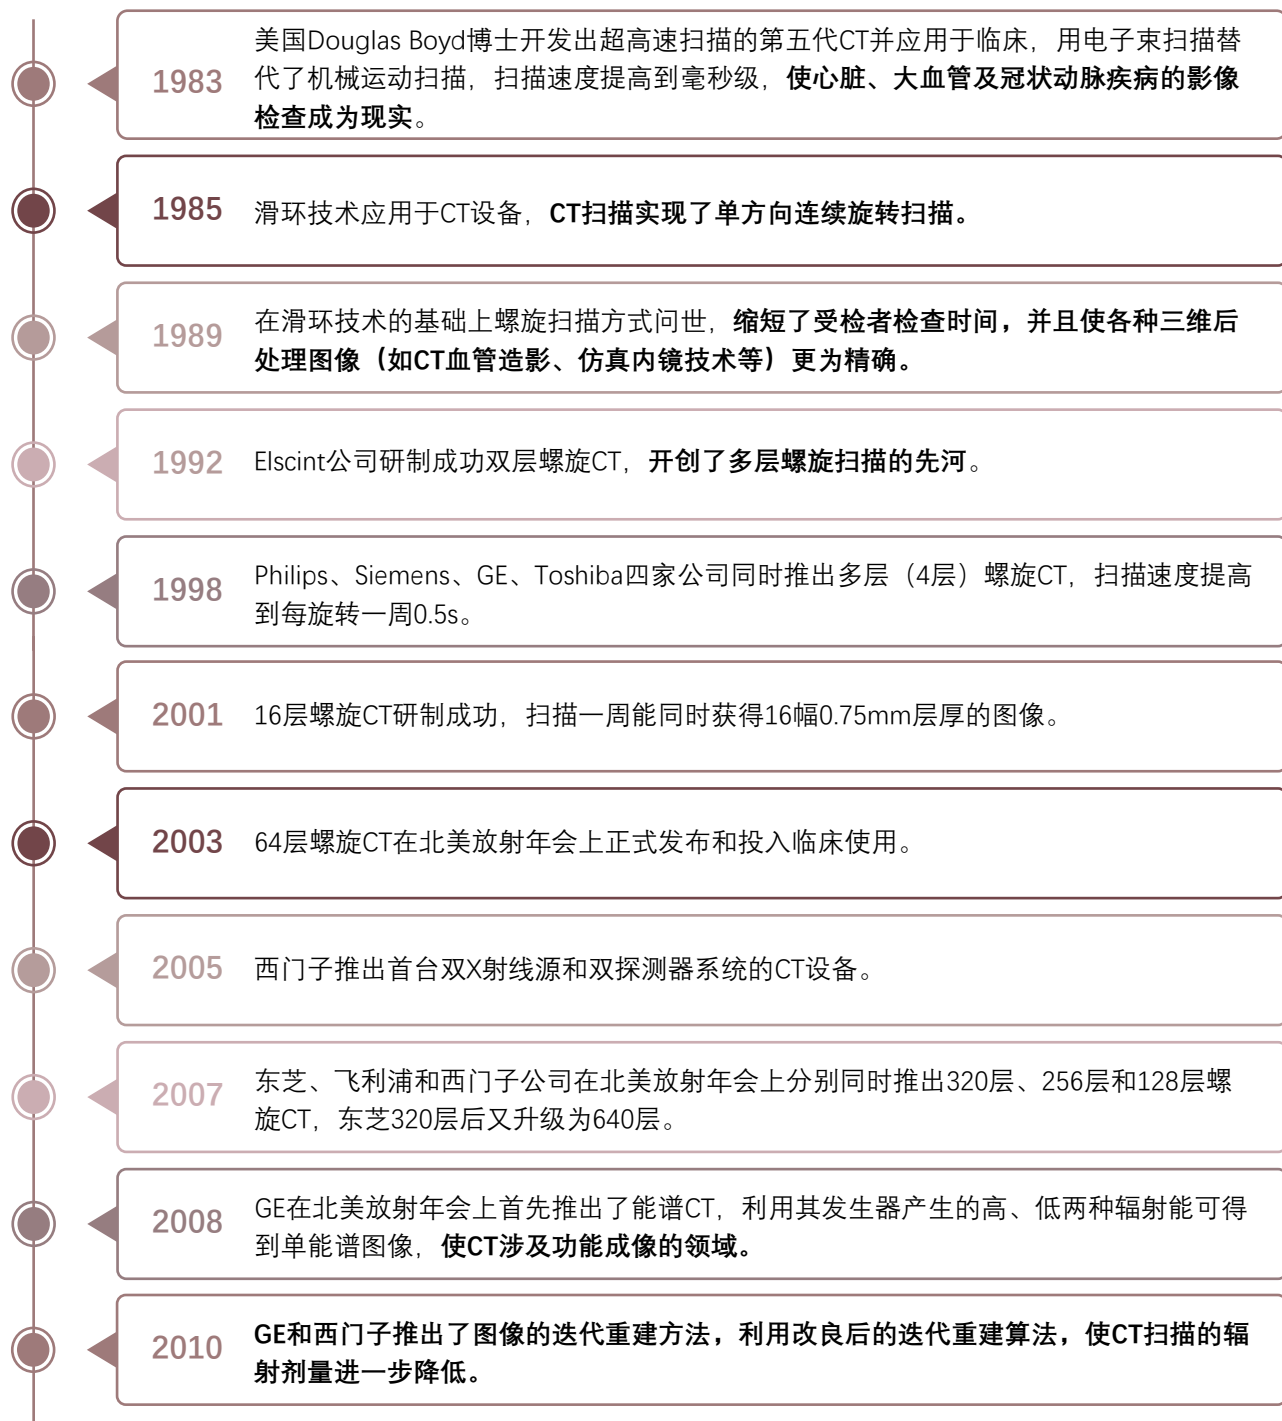 1983
美国Douglas Boyd博士开发出超高速扫描的第五代CT并应用于临床，用电子束扫描替
代了机械运动扫描，扫描速度提高到毫秒级，使心脏、大血管及冠状动脉疾病的影像
检查成为现实。
1985
滑环技术应用于CT设备，CT扫描实现了单方向连续旋转扫描。
1989
在滑环技术的基础上螺旋扫描方式问世，缩短了受检者检查时间，并且使各种三维后
处理图像（如CT血管造影、仿真内镜技术等）更为精确。
1992
Elscint公司研制成功双层螺旋CT，开创了多层螺旋扫描的先河。
1998
Philips、Siemens、GE、Toshiba四家公司同时推出多层（4层）螺旋CT，扫描速度提高
到每旋转一周0.5s。
2001
16层螺旋CT研制成功，扫描一周能同时获得16幅0.75mm层厚的图像。
2003
64层螺旋CT在北美放射年会上正式发布和投入临床使用。
2005
西门子推出首台双X射线源和双探测器系统的CT设备。
2007
东芝、飞利浦和西门子公司在北美放射年会上分别同时推出320层、256层和128层螺
旋CT，东芝320层后又升级为640层。
2008
GE在北美放射年会上首先推出了能谱CT，利用其发生器产生的高、低两种辐射能可得
到单能谱图像，使CT涉及功能成像的领域。
2010
GE和西门子推出了图像的迭代重建方法，利用改良后的迭代重建算法，使CT扫描的辐
射剂量进一步降低。